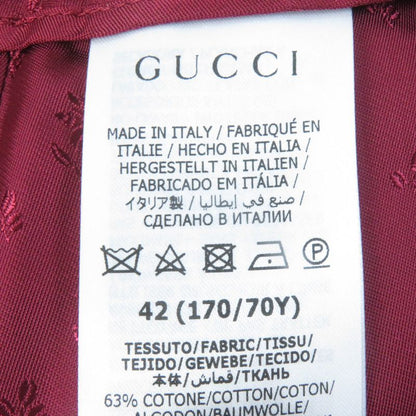 GUCCI
MADE IN ITALY / FABRIQUÉ EN
ITALIE / HECHO EN ITALIA /
HERGESTELLT IN ITALIEN /
FABRICADO EM ITÁLIA /
イタリア製 / صنع في إيطاليا /
СДЕЛАНО В ИТАЛИИ
P
42 (170/70Y)
TESSUTO/FABRIC/TISSU/
TEJIDO/GEWEBE/TECIDO/
本体/قماش/ТКАНЬ
63% COTONE/COTTON/COTON/
ALGODON/BAUMWOLLE/